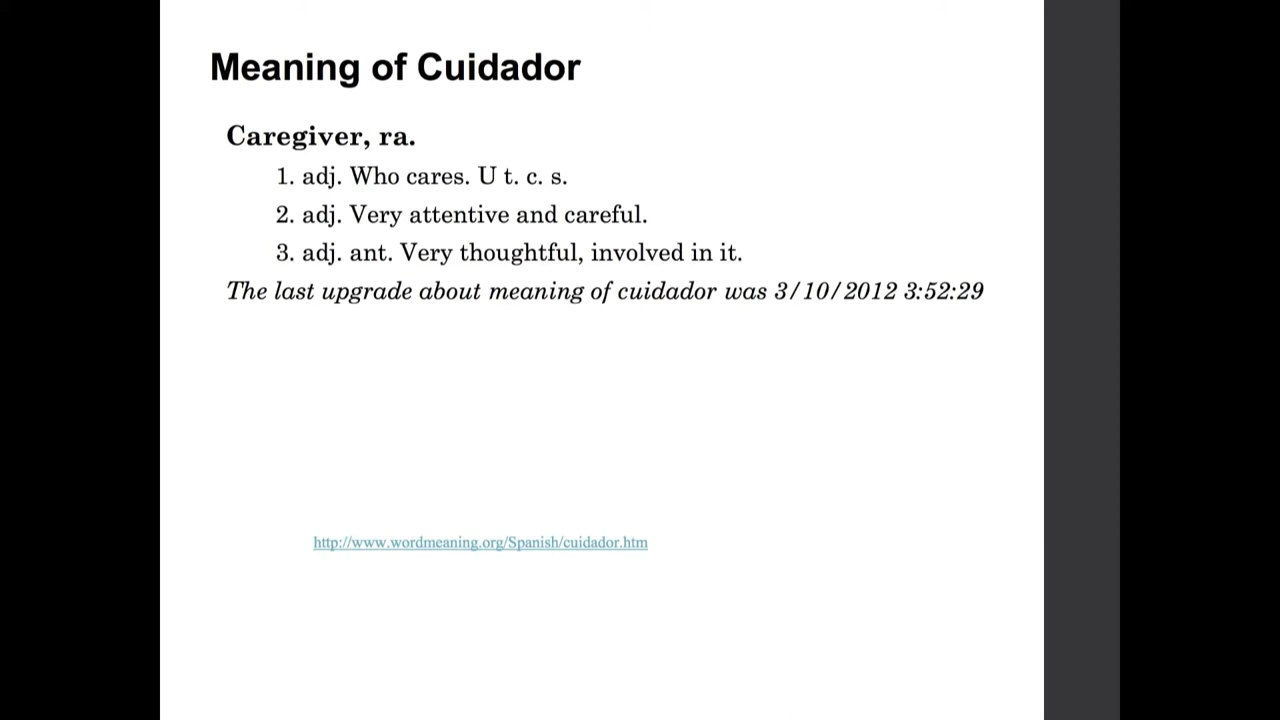 Meaning of Cuidador
Caregiver, ra.
1. adj. Who cares. U t. c. s.
2. adj. Very attentive and careful.
3. adj. ant. Very thoughtful, involved in it.
The last upgrade about meaning of cuidador was 3/10/2012 3:52:29
http://www.wordmeaning.org/Spanish/cuidador.htm